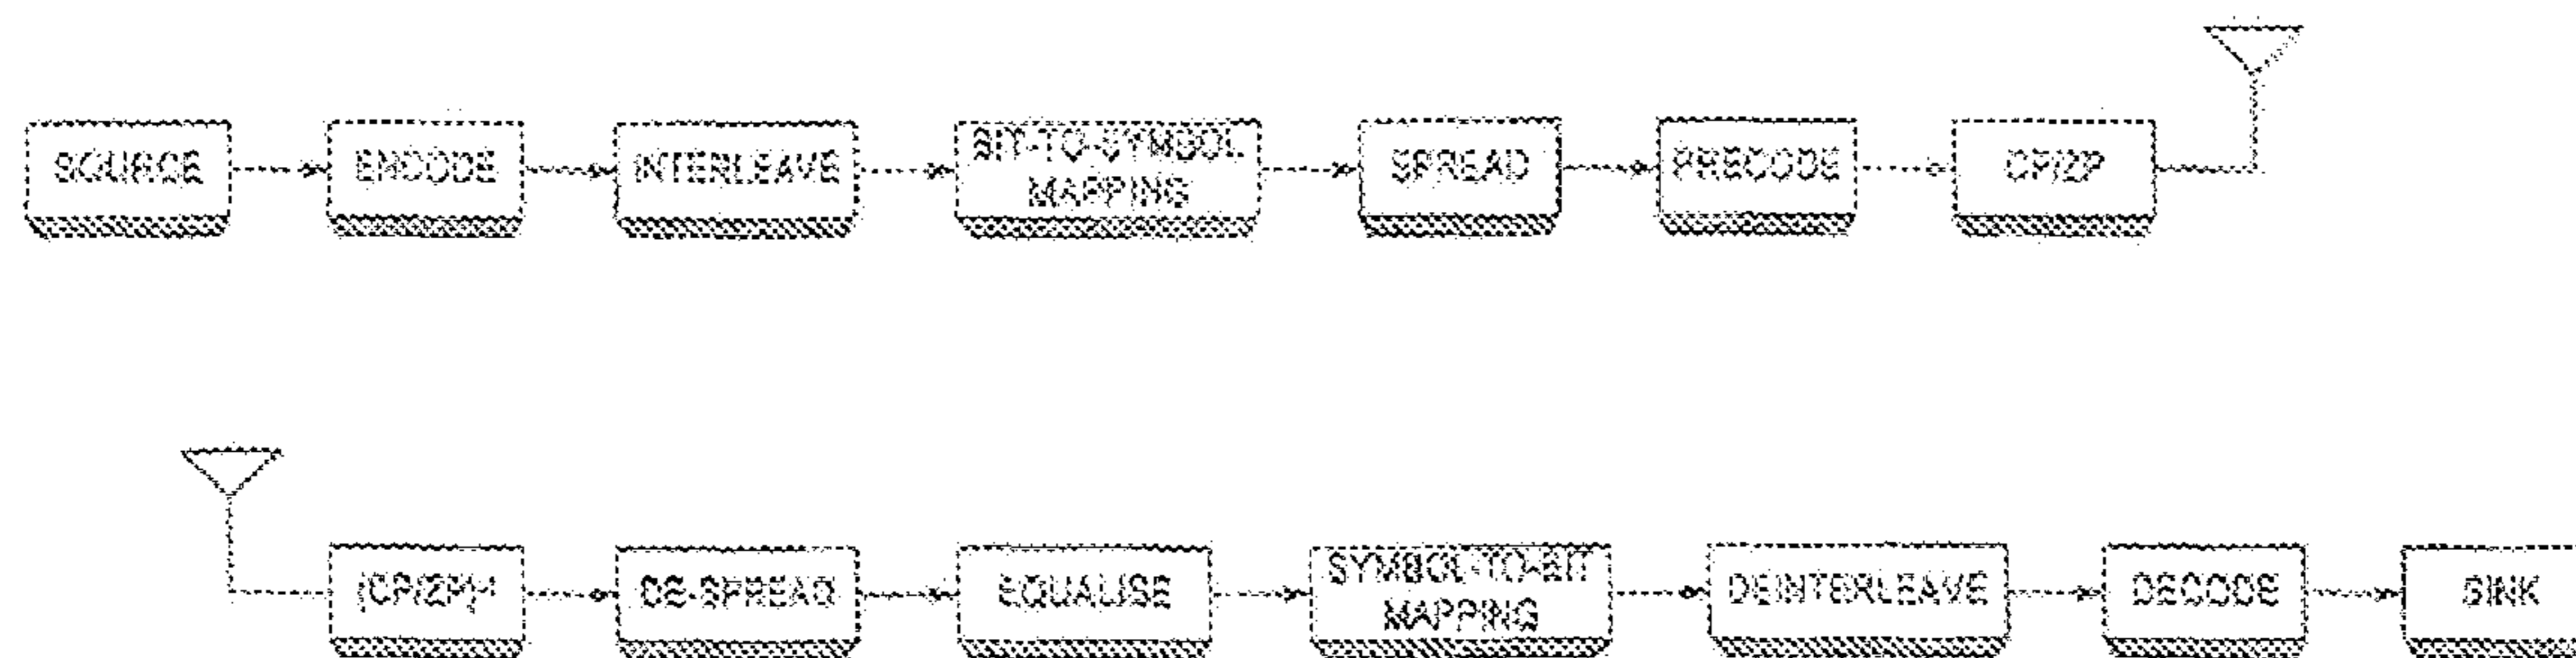 SOURCE
ENCODE
INTERLEAVE
BIT-TO-SYMBOL
MAPPING
SPREAD
PRECODE
CP/ZP
(CP/ZP)⁻¹
DE-SPREAD
EQUALISE
SYMBOL-TO-BIT
MAPPING
DEINTERLEAVE
DECODE
SINK